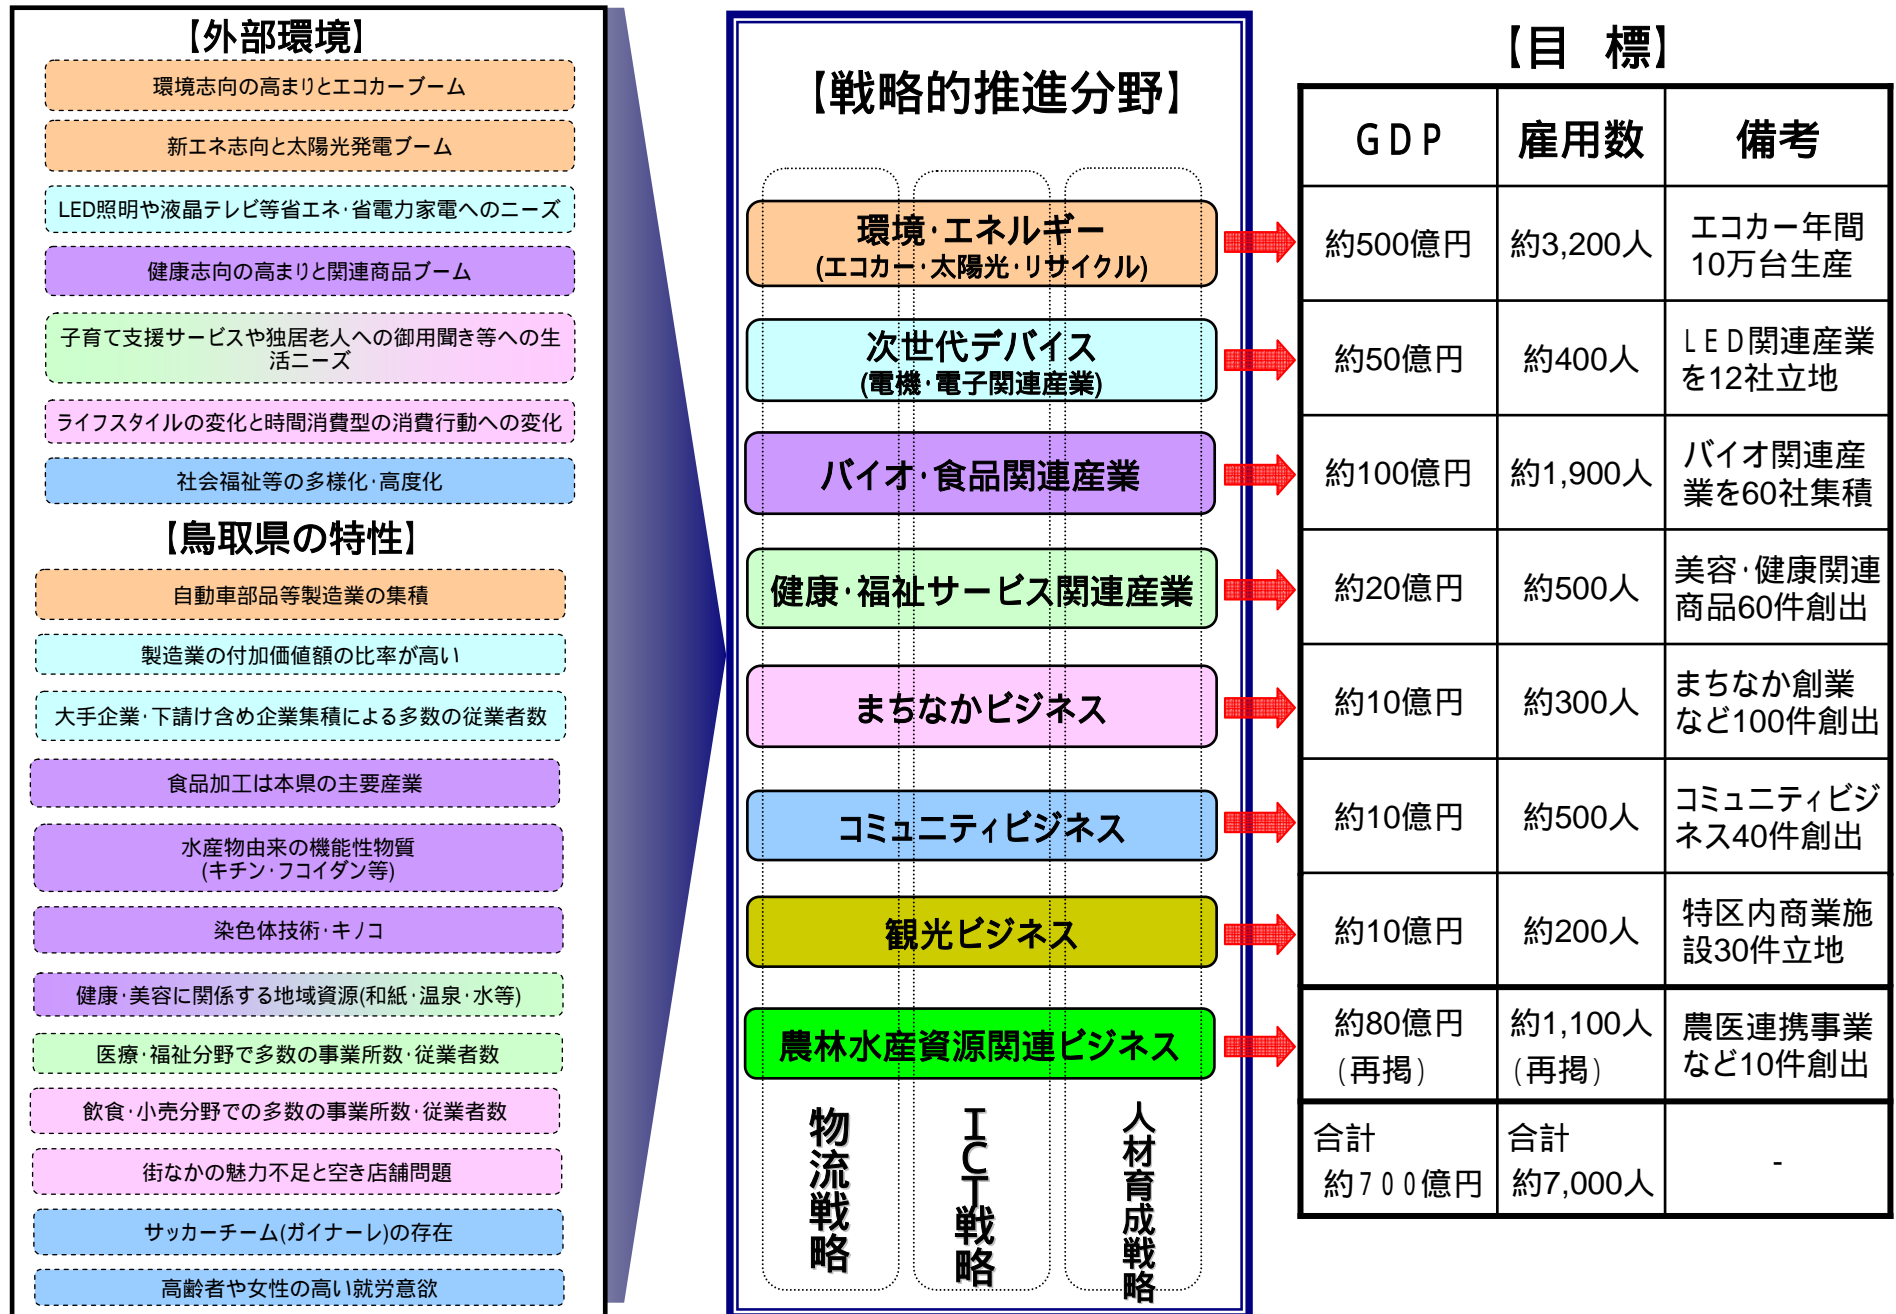 【外部環境】
環境志向の高まりとエコカーブーム
新エネ志向と太陽光発電ブーム
LED照明や液晶テレビ等省エネ・省電力家電へのニーズ
健康志向の高まりと関連商品ブーム
子育て支援サービスや独居老人への御用聞き等への生
活ニーズ
ライフスタイルの変化と時間消費型の消費行動への変化
社会福祉等の多様化・高度化
【鳥取県の特性】
自動車部品等製造業の集積
製造業の付加価値額の比率が高い
大手企業・下請け含め企業集積による多数の従業者数
食品加工は本県の主要産業
水産物由来の機能性物質
(キチン・フコイダン等)
染色体技術・キノコ
健康・美容に関係する地域資源(和紙・温泉・水等)
医療・福祉分野で多数の事業所数・従業者数
飲食・小売分野での多数の事業所数・従業者数
街なかの魅力不足と空き店舗問題
サッカーチーム(ガイナーレ)の存在
高齢者や女性の高い就労意欲
【戦略的推進分野】
環境・エネルギー
(エコカー・太陽光・リサイクル)
次世代デバイス
(電機・電子関連産業)
バイオ・食品関連産業
健康・福祉サービス関連産業
まちなかビジネス
コミュニティビジネス
観光ビジネス
農林水産資源関連ビジネス
物流戦略
ICT戦略
人材育成戦略
【目 標】
GDP 雇用数 備考
約500億円 約3,200人 エコカー年間
10万台生産
約50億円 約400人 LED関連産業
を12社立地
約100億円 約1,900人 バイオ関連産
業を60社集積
約20億円 約500人 美容・健康関連
商品60件創出
約10億円 約300人 まちなか創業
など100件創出
約10億円 約500人 コミュニティビジ
ネス40件創出
約10億円 約200人 特区内商業施
設30件立地
約80億円 約1,100人 農医連携事業
(再掲) (再掲) など10件創出
合計 合計
約700億円 約7,000人 -